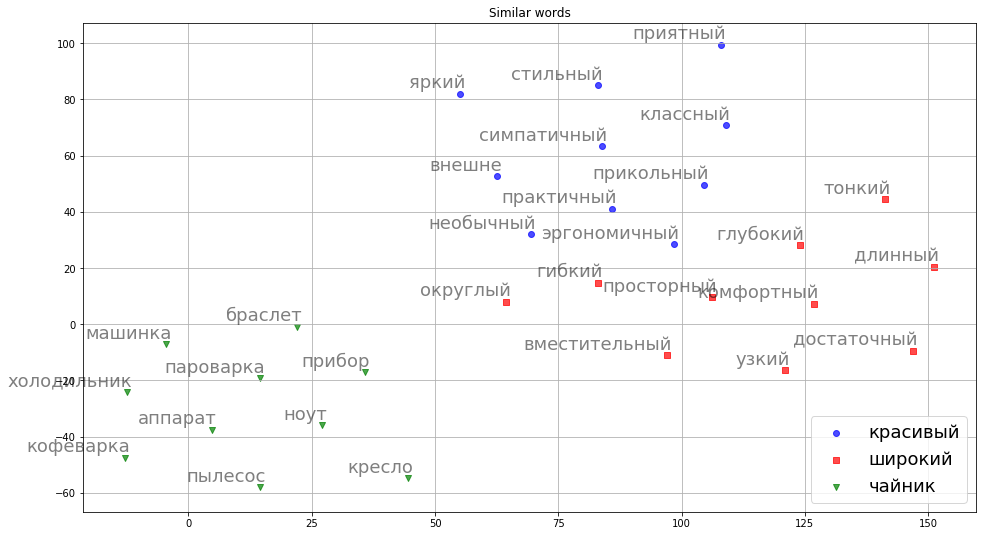 Similar words
приятный
стильный
яркий
классный
симпатичный
внешне
прикольный
практичный
тонкий
необычный
эргономичный
глубокий
длинный
гибкий
округлый
просторный
комфортный
браслет
машинка
вместительный
достаточный
пароварка
прибор
узкий
холодильник
аппарат
ноут
кофеварка
пылесос
кресло
100
80
60
40
20
0
−20
−40
−60
0 25 50 75 100 125 150
красивый
широкий
чайник